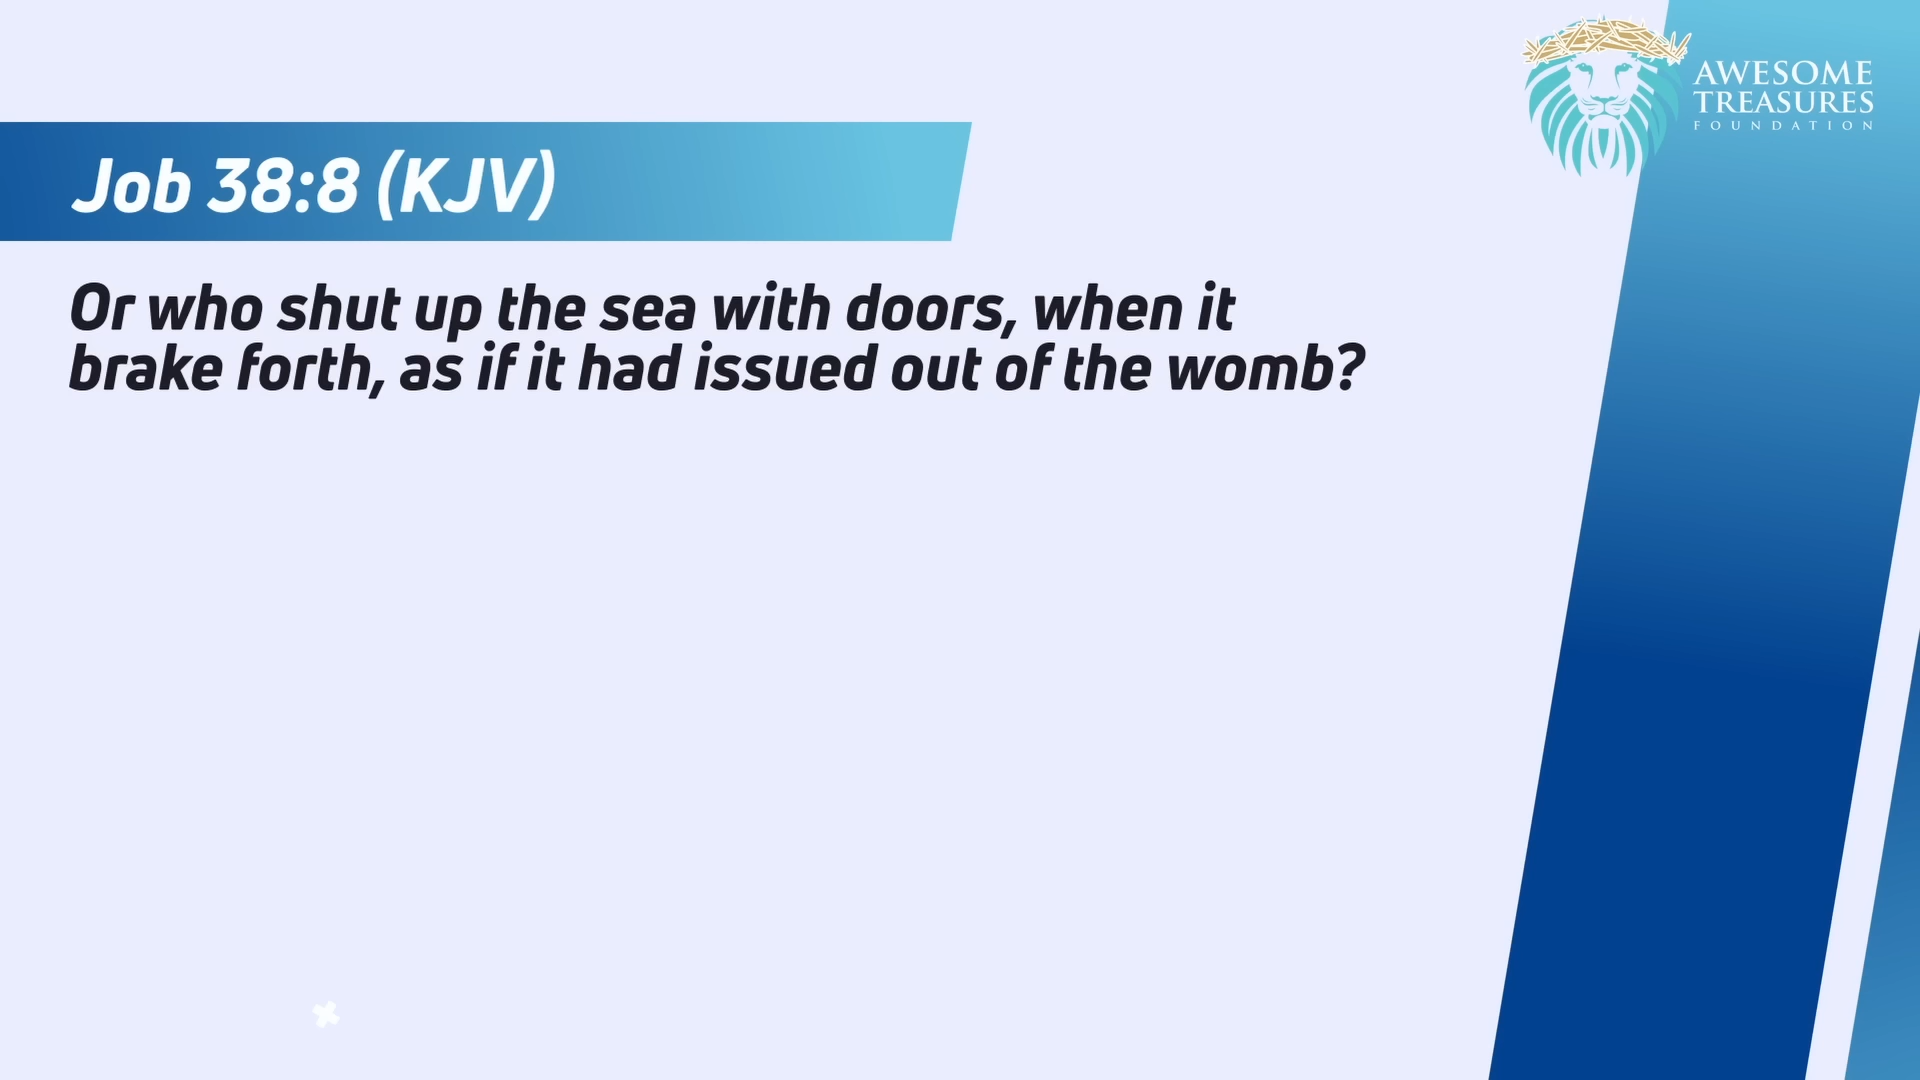 AWESOME
TREASURES
FOUNDATION
Job 38:8 (KJV)
Or who shut up the sea with doors, when it
brake forth, as if it had issued out of the womb?